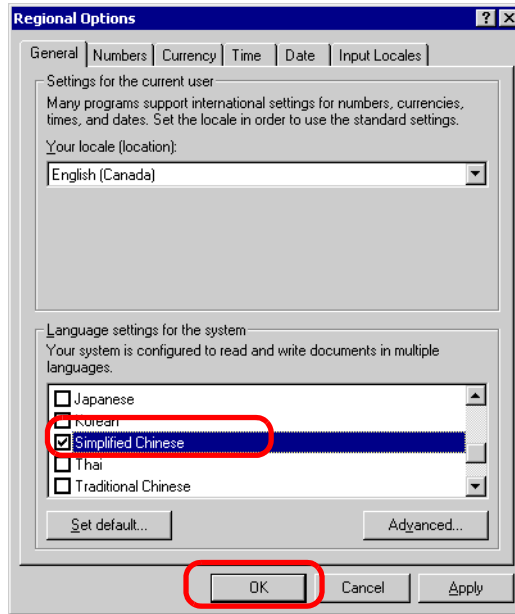 Regional Options
General Numbers Currency Time Date Input Locales
Settings for the current user
Many programs support international settings for numbers, currencies,
times, and dates. Set the locale in order to use the standard settings.
Your locale (location):
English (Canada)
Language settings for the system
Your system is configured to read and write documents in multiple
languages.
Japanese
Korean
Simplified Chinese
Thai
Traditional Chinese
Set default... Advanced...
OK Cancel Apply